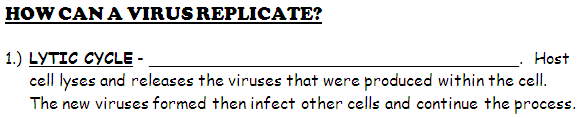 HOW CAN A VIRUS REPLICATE?
1.) LYTIC CYCLE - ______________________________________________. Host
cell lyses and releases the viruses that were produced within the cell.
The new viruses formed then infect other cells and continue the process.